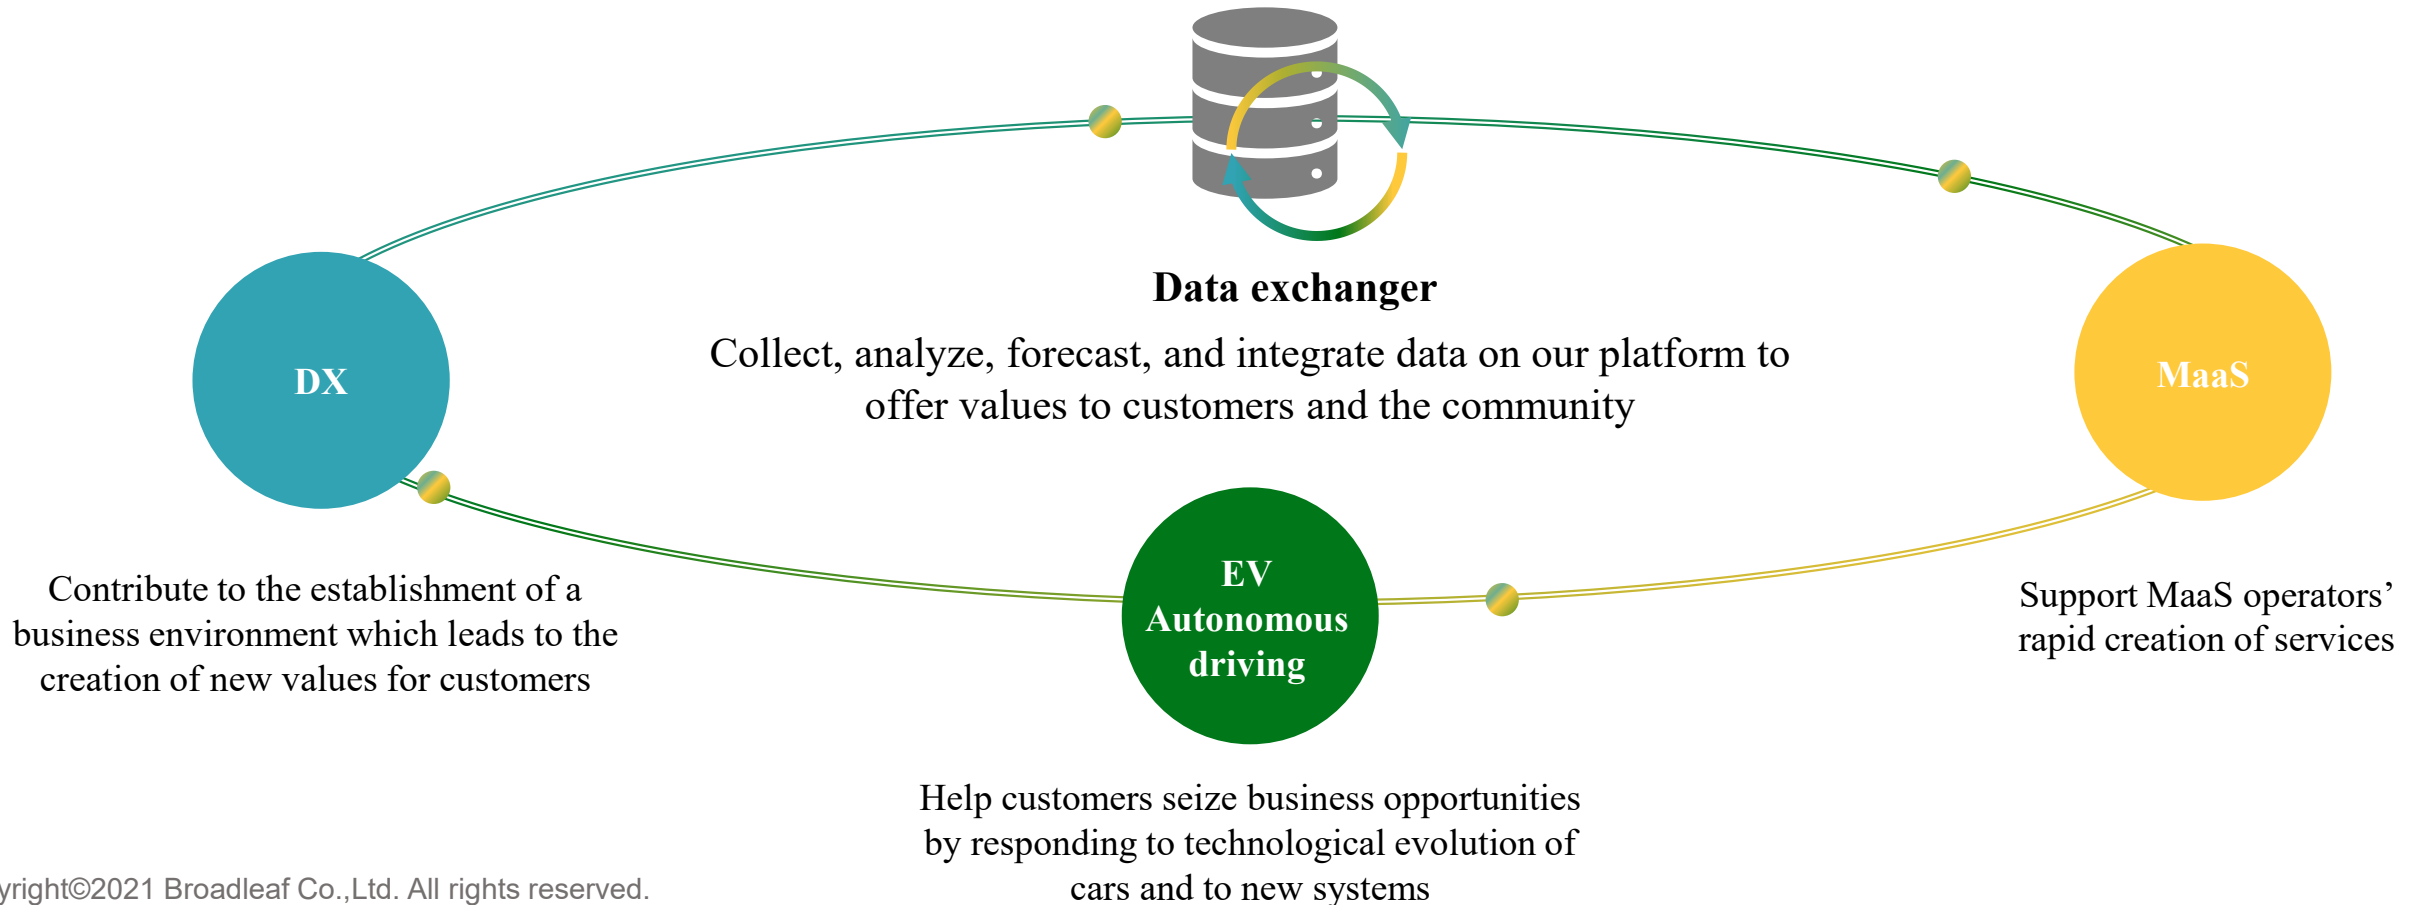 Data exchanger
Collect, analyze, forecast, and integrate data on our platform to
offer values to customers and the community
DX
MaaS
EV
Autonomous
driving
Contribute to the establishment of a
business environment which leads to the
creation of new values for customers
Support MaaS operators’
rapid creation of services
Help customers seize business opportunities
by responding to technological evolution of
cars and to new systems
yright©2021 Broadleaf Co.,Ltd. All rights reserved.